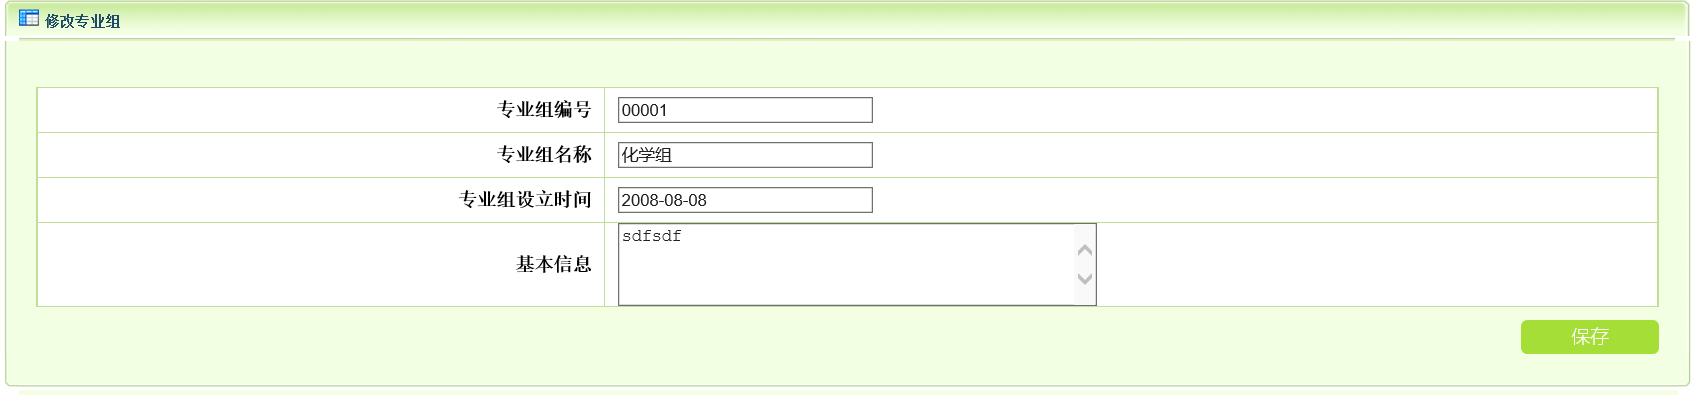 修改专业组
专业组编号 00001
专业组名称 化学组
专业组设立时间 2008-08-08
基本信息 sdfsdf
保存